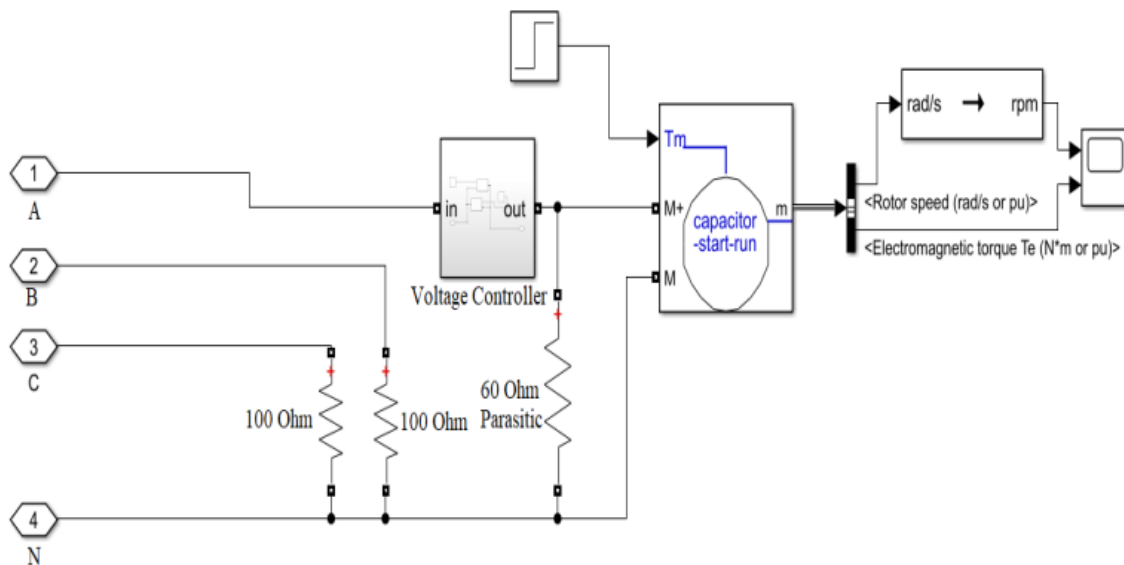 rad/s
rpm
1
A
in
out
Tm
M+
m
capacitor
-start-run
<Rotor speed (rad/s or pu)>
<Electromagnetic torque Te (N*m or pu)>
2
B
M
Voltage Controller
3
C
100 Ohm
100 Ohm
60 Ohm
Parasitic
4
N